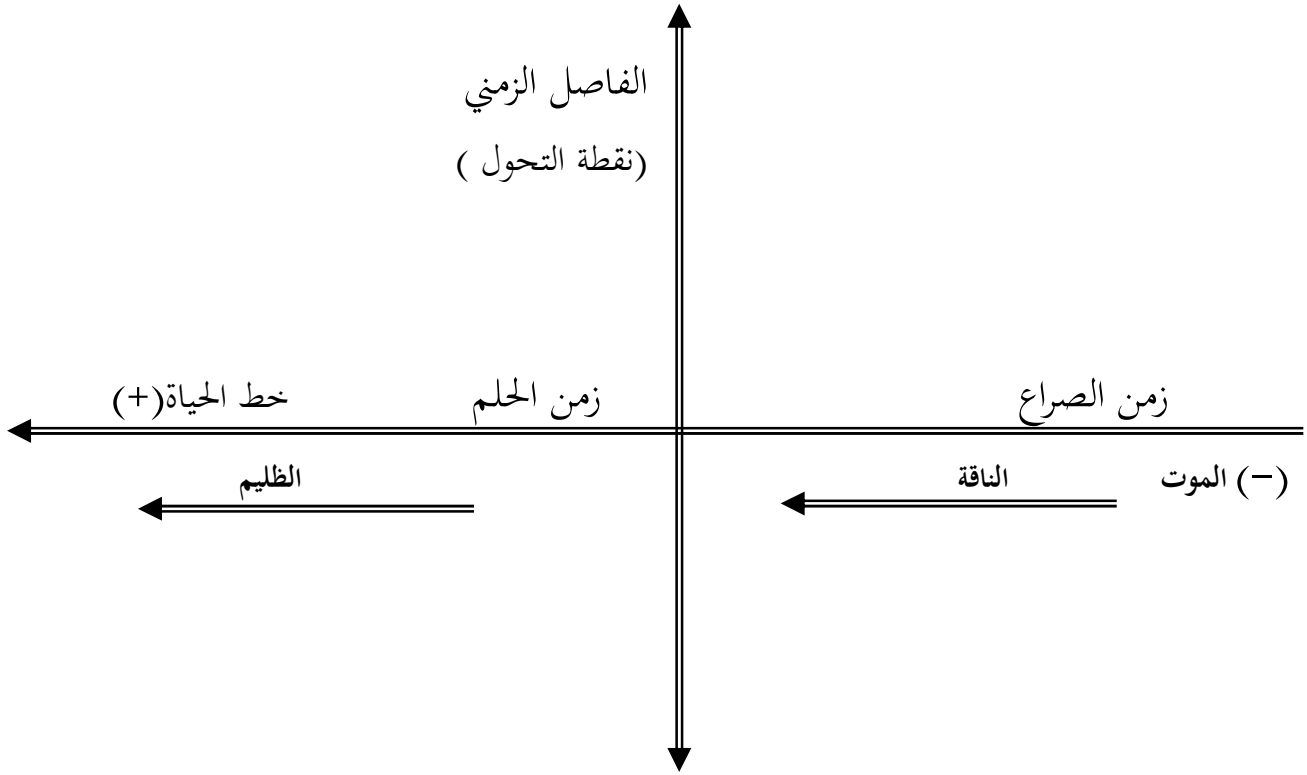 الفاصل الزمني
(نقطة التحول )
زمن الصراع
زمن الحلم
خط الحياة(+)
(–) الموت
الناقة
الظليم